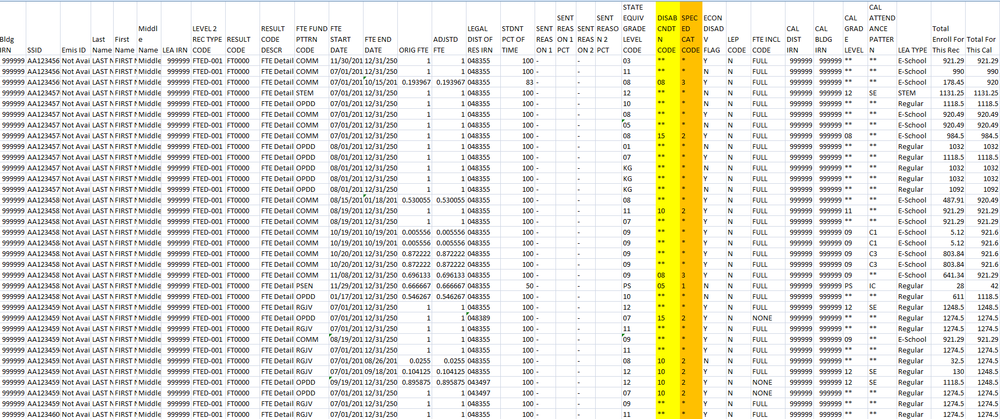 STATE CAL
SENT SENT EQUIV DISAB SPEC ECON CAL ATTEND
Middl LEVEL 2 RESULT FTE FUND FTE LEGAL STDNT SENT REAS SENT REASO GRADE CNDT ED DISAD CAL CAL GRAD ANCE Total
Bldg Last First e REC TYPE RESULT CODE PTTRN START FTE END ADJSTD DIST OF PCT OF REAS ON 1 REAS N 2 LEVEL N CAT V LEP FTE INCL DIST BLDG E PATTER Enroll For Total For
IRN SSID Emis ID Name Name Name LEA IRN CODE CODE DESCR CODE DATE DATE ORIG FTE FTE RES IRN TIME ON 1 PCT ON 2 PCT CODE CODE CODE FLAG CODE CODE IRN IRN LEVEL N LEA TYPE This Rec This Cal
999999 AA123456 Not Avai LAST N FIRST N Middle 999999 FTED-001 FT0000 FTE Detail COMM 11/30/201 12/31/250 1 1 048355 100 - - 03 ** * Y N FULL 999999 999999 ** ** E-School 921.29 921.29
999999 AA123456 Not Avai LAST N FIRST N Middle 999999 FTED-001 FT0000 FTE Detail COMM 07/01/201 12/31/250 1 1 048355 100 - - 11 ** * N N FULL 999999 999999 ** ** E-School 990 990
999999 AA123456 Not Avai LAST N FIRST N Middle 999999 FTED-001 FT0000 FTE Detail COMM 07/01/201 10/15/201 0.193967 0.193967 048355 83 - - 08 08 3 Y N FULL 999999 999999 ** ** E-School 178.45 920
999999 AA123457 Not Avai LAST N FIRST N Middle 999999 FTED-001 FT0000 FTE Detail STEM 07/01/201 12/31/250 1 1 048355 100 - - 12 ** * N N FULL 999999 999999 12 SE STEM 1131.25 1131.25
999999 AA123457 Not Avai LAST N FIRST N Middle 999999 FTED-001 FT0000 FTE Detail OPDD 07/01/201 12/31/250 1 1 048355 100 - - 10 ** * N N FULL 999999 999999 ** ** Regular 1118.5 1118.5
999999 AA123457 Not Avai LAST N FIRST N Middle 999999 FTED-001 FT0000 FTE Detail COMM 07/01/201 12/31/250 1 1 048355 100 - - 08 ** * Y N FULL 999999 999999 ** ** E-School 920.49 920.49
999999 AA123457 Not Avai LAST N FIRST N Middle 999999 FTED-001 FT0000 FTE Detail COMM 07/01/201 12/31/250 1 1 048355 100 - - 05 ** * N N FULL 999999 999999 ** ** E-School 920.49 920.49
999999 AA123457 Not Avai LAST N FIRST N Middle 999999 FTED-001 FT0000 FTE Detail COMM 07/01/201 12/31/250 1 1 048355 100 - - 08 15 2 Y N FULL 999999 999999 08 ** E-School 984.5 984.5
999999 AA123457 Not Avai LAST N FIRST N Middle 999999 FTED-001 FT0000 FTE Detail OPDD 08/01/201 12/31/250 1 1 048355 100 - - 01 ** * N N FULL 999999 999999 ** ** Regular 1032 1032
999999 AA123457 Not Avai LAST N FIRST N Middle 999999 FTED-001 FT0000 FTE Detail OPDD 08/01/201 12/31/250 1 1 048355 100 - - 07 ** * Y N FULL 999999 999999 ** ** Regular 1118.5 1118.5
999999 AA123457 Not Avai LAST N FIRST N Middle 999999 FTED-001 FT0000 FTE Detail OPDD 08/01/201 12/31/250 1 1 048355 100 - - KG ** * N N FULL 999999 999999 ** ** Regular 1032 1032
999999 AA123457 Not Avai LAST N FIRST N Middle 999999 FTED-001 FT0000 FTE Detail OPDD 08/01/201 12/31/250 1 1 048355 100 - - KG ** * Y N FULL 999999 999999 ** ** Regular 1032 1032
999999 AA123457 Not Avai LAST N FIRST N Middle 999999 FTED-001 FT0000 FTE Detail OPDD 08/01/201 12/31/250 1 1 048355 100 - - KG ** * N N FULL 999999 999999 ** ** Regular 1092 1092
999999 AA123458 Not Avai LAST N FIRST N Middle 999999 FTED-001 FT0000 FTE Detail COMM 08/15/201 01/18/201 0.530055 0.530055 048355 100 - - 08 ** * Y N FULL 999999 999999 ** ** E-School 487.91 920.49
999999 AA123458 Not Avai LAST N FIRST N Middle 999999 FTED-001 FT0000 FTE Detail COMM 08/19/201 12/31/250 1 1 048355 100 - - 11 10 2 Y N FULL 999999 999999 11 ** E-School 921.29 921.29
999999 AA123458 Not Avai LAST N FIRST N Middle 999999 FTED-001 FT0000 FTE Detail COMM 08/19/201 12/31/250 1 1 048355 100 - - 07 ** * Y N FULL 999999 999999 ** ** E-School 921.29 921.29
999999 AA123458 Not Avai LAST N FIRST N Middle 999999 FTED-001 FT0000 FTE Detail COMM 10/19/201 10/19/201 0.005556 0.005556 048355 100 - - 09 ** * Y N FULL 999999 999999 09 C1 E-School 5.12 921.6
999999 AA123458 Not Avai LAST N FIRST N Middle 999999 FTED-001 FT0000 FTE Detail COMM 10/19/201 10/19/201 0.005556 0.005556 048355 100 - - 09 ** * Y N FULL 999999 999999 09 C1 E-School 5.12 921.6
999999 AA123458 Not Avai LAST N FIRST N Middle 999999 FTED-001 FT0000 FTE Detail COMM 10/20/201 12/31/250 0.872222 0.872222 048355 100 - - 09 ** * Y N FULL 999999 999999 09 C3 E-School 803.84 921.6
999999 AA123458 Not Avai LAST N FIRST N Middle 999999 FTED-001 FT0000 FTE Detail COMM 10/20/201 12/31/250 0.872222 0.872222 048355 100 - - 09 ** * Y N FULL 999999 999999 09 C3 E-School 803.84 921.6
999999 AA123458 Not Avai LAST N FIRST N Middle 999999 FTED-001 FT0000 FTE Detail COMM 11/08/201 12/31/250 0.696133 0.696133 048355 100 - - 09 08 3 Y N FULL 999999 999999 09 ** E-School 641.34 921.29
999999 AA123458 Not Avai LAST N FIRST N Middle 999999 FTED-001 FT0000 FTE Detail PSEN 11/29/201 12/31/250 0.666667 0.666667 048355 50 - - PS 05 1 N N FULL 999999 999999 PS IC Regular 28 42
999999 AA123458 Not Avai LAST N FIRST N Middle 999999 FTED-001 FT0000 FTE Detail OPDD 01/17/201 12/31/250 0.546267 0.546267 048355 100 - - 10 ** * N N FULL 999999 999999 ** ** Regular 611 1118.5
999999 AA123459 Not Avai LAST N FIRST N Middle 999999 FTED-001 FT0000 FTE Detail RGJV 07/01/201 12/31/250 1 1 048355 100 - - 12 ** * Y N FULL 999999 999999 12 SE Regular 1248.5 1248.5
999999 AA123459 Not Avai LAST N FIRST N Middle 999999 FTED-001 FT0000 FTE Detail OPDD 07/01/201 12/31/250 1 1 048389 100 - - 07 15 2 Y N NONE 999999 999999 ** ** Regular 1274.5 1274.5
999999 AA123459 Not Avai LAST N FIRST N Middle 999999 FTED-001 FT0000 FTE Detail RGJV 07/01/201 12/31/250 1 1 048355 100 - - 11 ** * Y N FULL 999999 999999 ** ** Regular 1274.5 1274.5
999999 AA123459 Not Avai LAST N FIRST N Middle 999999 FTED-001 FT0000 FTE Detail COMM 08/19/201 12/31/250 1 1 048355 100 - - 09 ** * Y N FULL 999999 999999 09 ** E-School 921.29 921.29
999999 AA123459 Not Avai LAST N FIRST N Middle 999999 FTED-001 FT0000 FTE Detail RGJV 07/01/201 12/31/250 1 1 048355 100 - - 11 ** * Y N FULL 999999 999999 ** ** Regular 1274.5 1274.5
999999 AA123459 Not Avai LAST N FIRST N Middle 999999 FTED-001 FT0000 FTE Detail RGJV 07/01/201 08/26/201 0.0255 0.0255 048355 100 - - 08 10 2 N N FULL 999999 999999 ** ** Regular 32.5 1274.5
999999 AA123459 Not Avai LAST N FIRST N Middle 999999 FTED-001 FT0000 FTE Detail RGJV 07/01/201 09/18/201 0.104125 0.104125 048355 100 - - 12 10 2 Y N FULL 999999 999999 12 SE Regular 130 1248.5
999999 AA123459 Not Avai LAST N FIRST N Middle 999999 FTED-001 FT0000 FTE Detail OPDD 09/19/201 12/31/250 0.895875 0.895875 043497 100 - - 12 10 2 Y N NONE 999999 999999 12 SE Regular 1118.5 1248.5
999999 AA123459 Not Avai LAST N FIRST N Middle 999999 FTED-001 FT0000 FTE Detail OPDD 07/01/201 12/31/250 1 1 043497 100 - - 07 10 2 Y N NONE 999999 999999 ** ** Regular 1274.5 1274.5
999999 AA123459 Not Avai LAST N FIRST N Middle 999999 FTED-001 FT0000 FTE Detail RGJV 07/01/201 12/31/250 1 1 048355 100 - - 09 ** * Y N FULL 999999 999999 ** ** Regular 1274.5 1274.5
999999 AA123460 Not Avai LAST N FIRST N Middle 999999 FTED-001 FT0000 FTE Detail RGJV 07/01/201 12/31/250 1 1 048355 100 - - 11 ** * Y N FULL 999999 999999 ** ** Regular 1274.5 1274.5